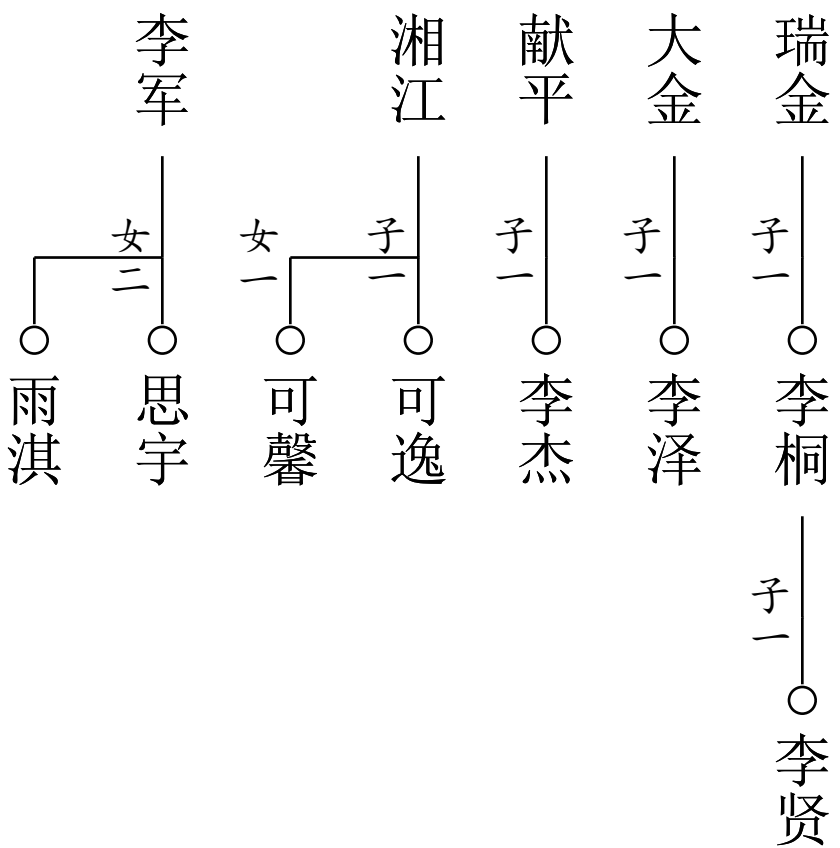 瑞金
大金
献平
湘江
李军
子一
子一
子一
子一
女一
女二
李桐
李泽
李杰
可逸
可馨
思宇
雨淇
子一
李贤